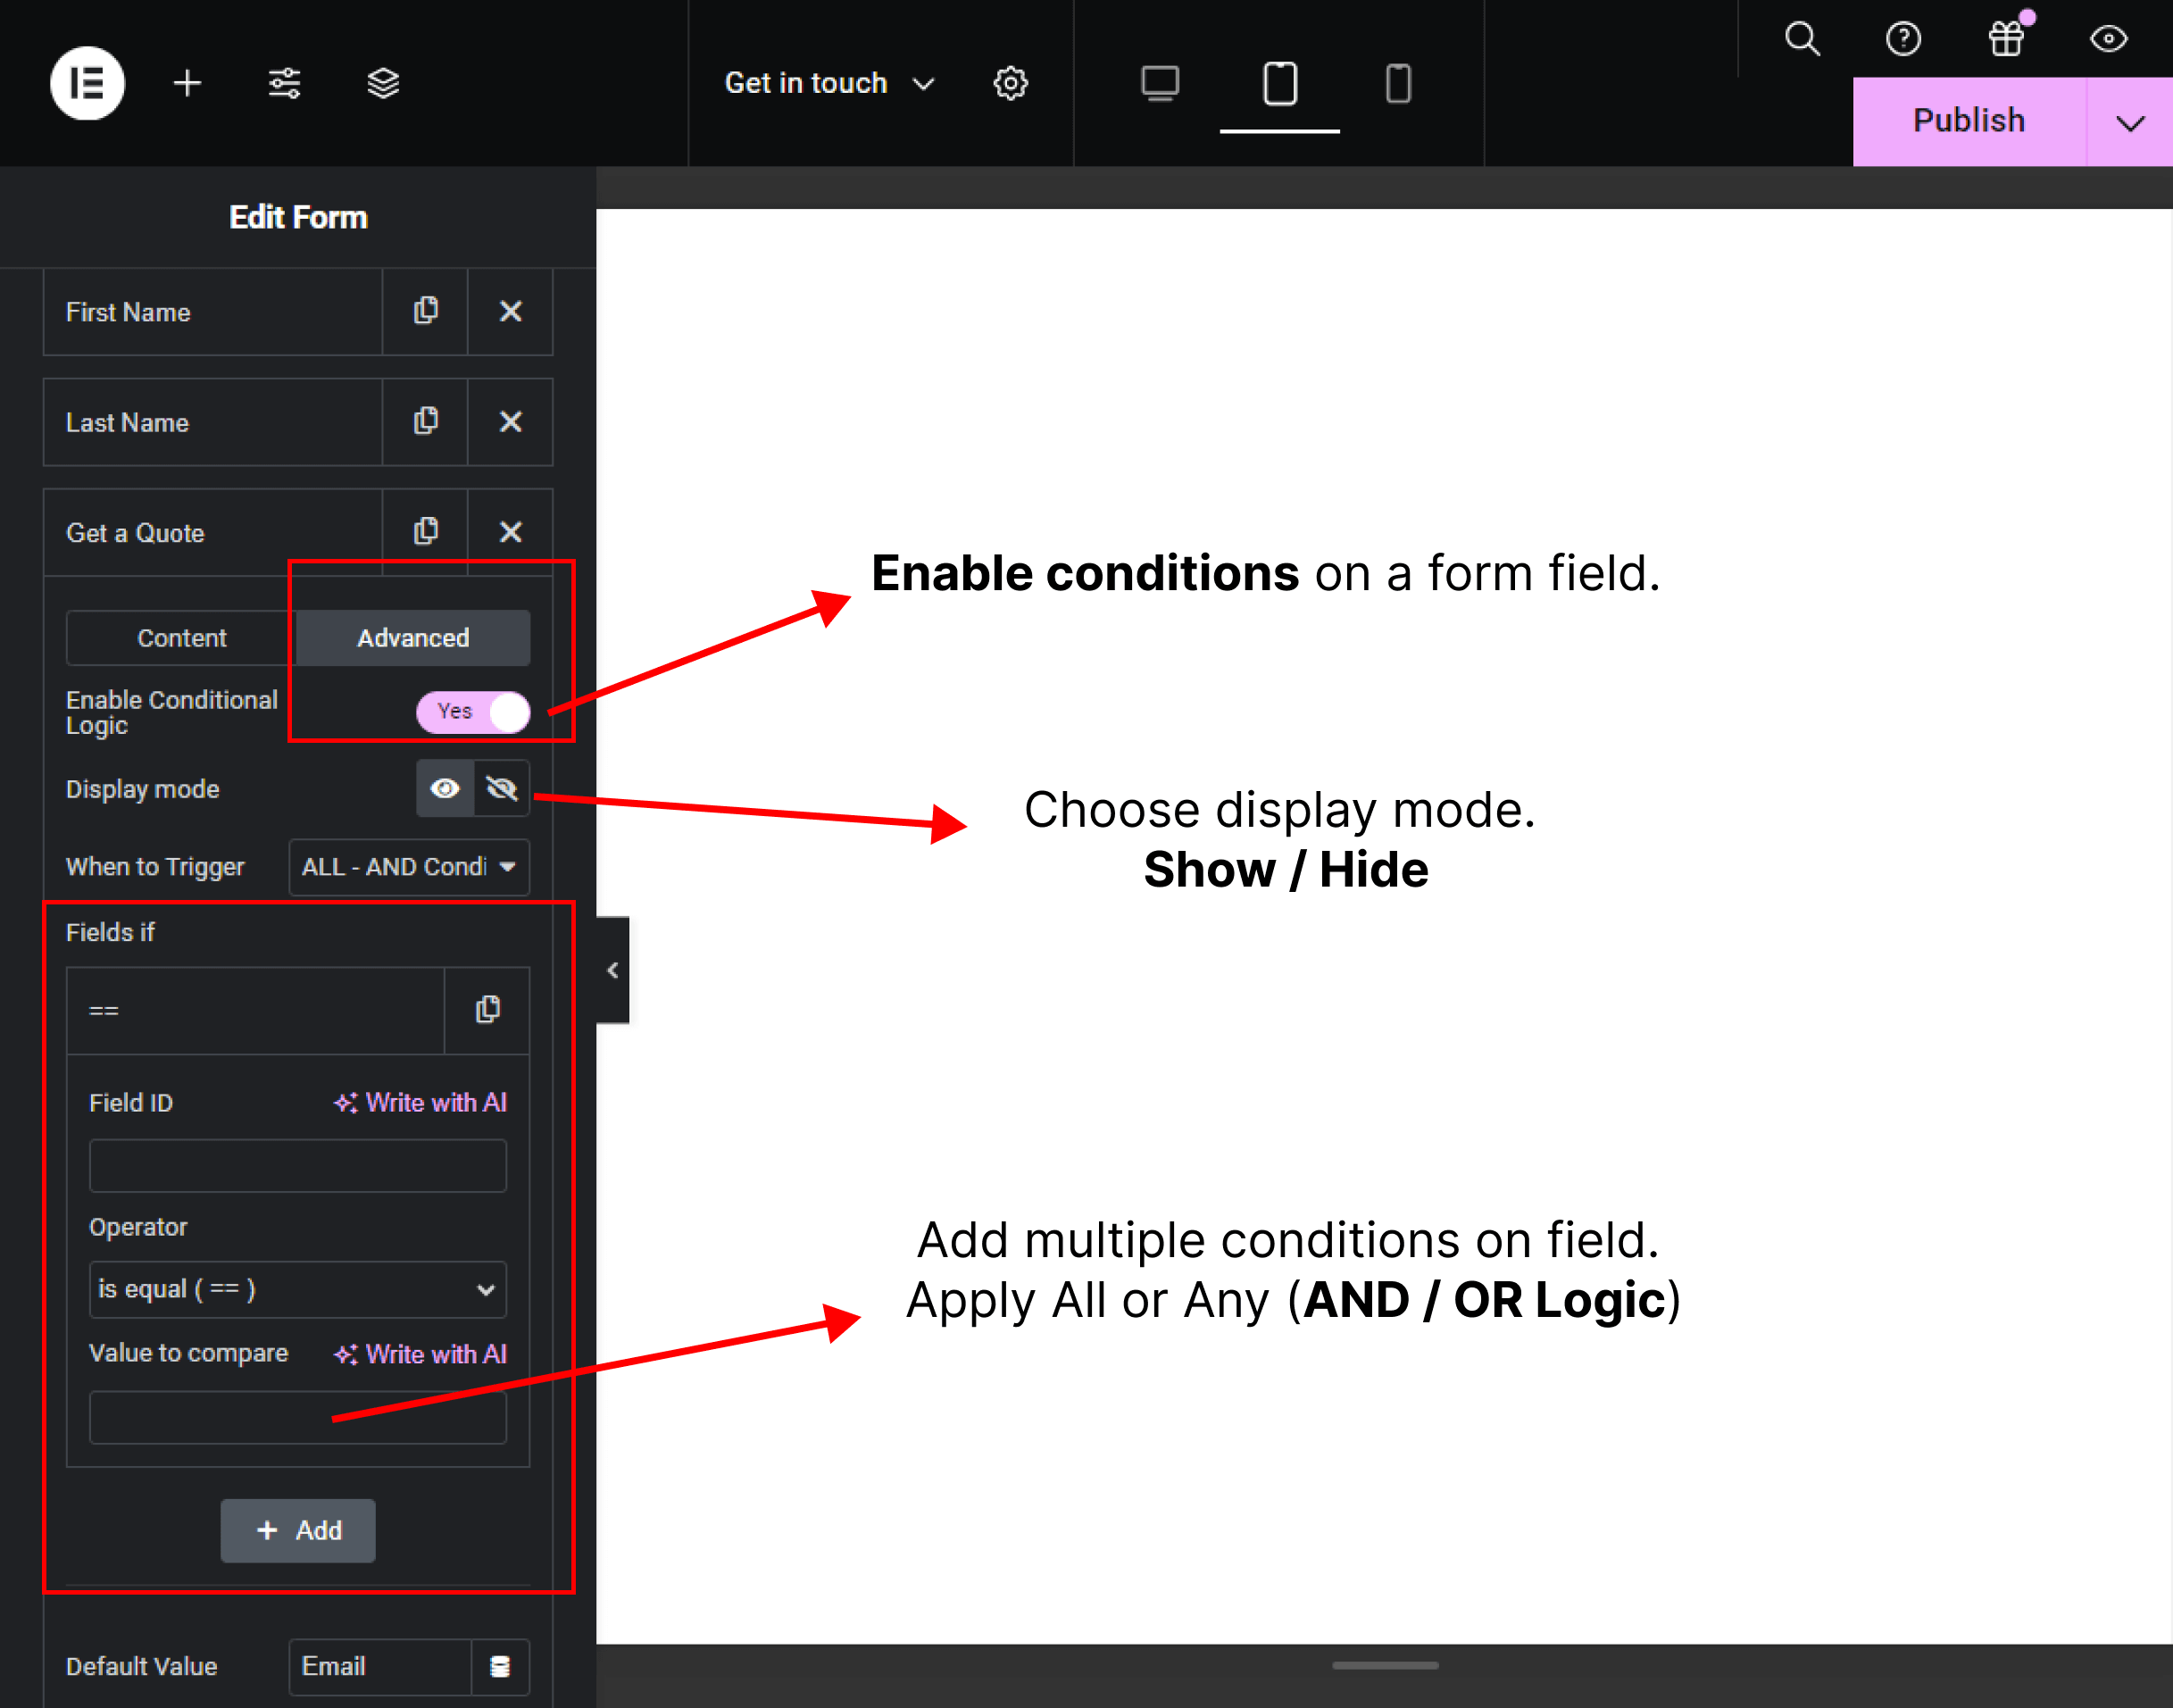 Get in touch
Publish
Edit Form
First Name
Last Name
Get a Quote
Content
Advanced
Enable Conditional
Logic
Yes
Display mode
When to Trigger
ALL - AND Condi
Fields if
==
Field ID
Write with AI
Operator
is equal ( == )
Value to compare
Write with AI
+ Add
Default Value
Email
Enable conditions on a form field.
Choose display mode.
Show / Hide
Add multiple conditions on field.
Apply All or Any (AND / OR Logic)